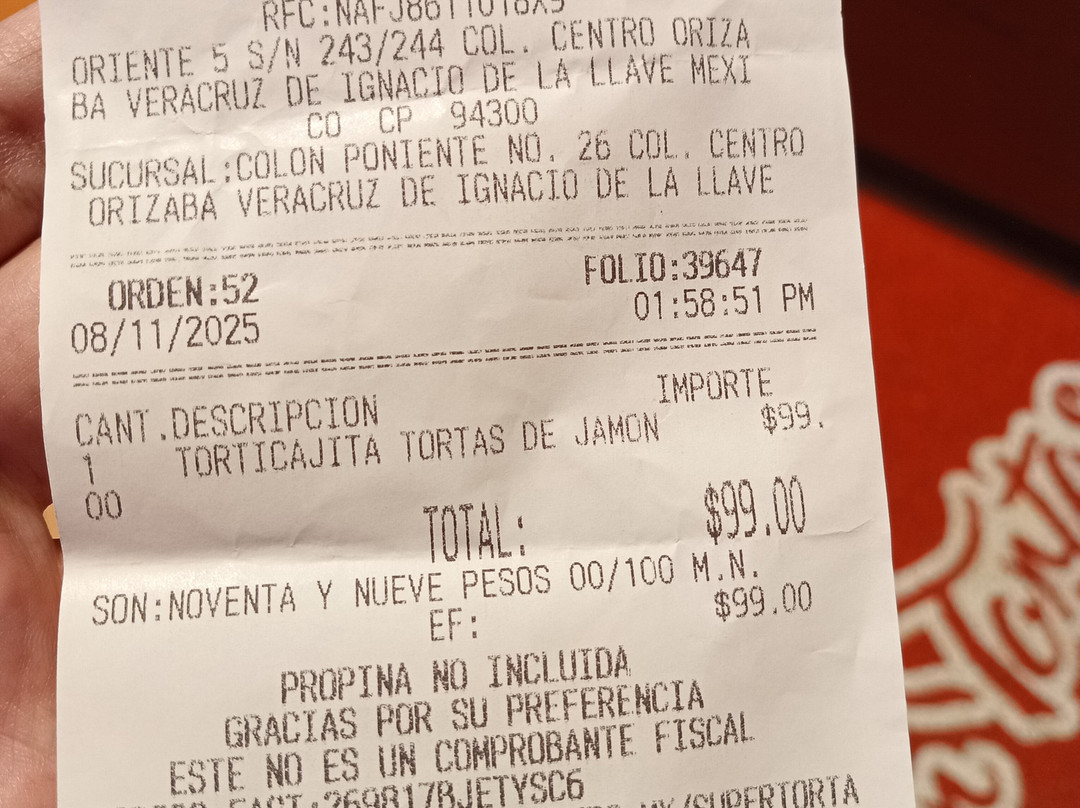 ORIENTE 5 S/N 243/244 COL. CENTRO ORIZA
BA VERACRUZ DE IGNACIO DE LA LLAVE MEXI
CO CP 94300
SUCURSAL:COLON PONIENTE NO. 26 COL. CENTRO
ORIZABA VERACRUZ DE IGNACIO DE LA LLAVE
ORDEN:52 FOLIO:39647
08/11/2025 01:58:51 PM
CANT.DESCRIPCION IMPORTE
1 TORTICAJITA TORTAS DE JAMON $99.
00
TOTAL: $99.00
SON:NOVENTA Y NUEVE PESOS 00/100 M.N.
EF: $99.00
PROPINA NO INCLUIDA
GRACIAS POR SU PREFERENCIA
ESTE NO ES UN COMPROBANTE FISCAL